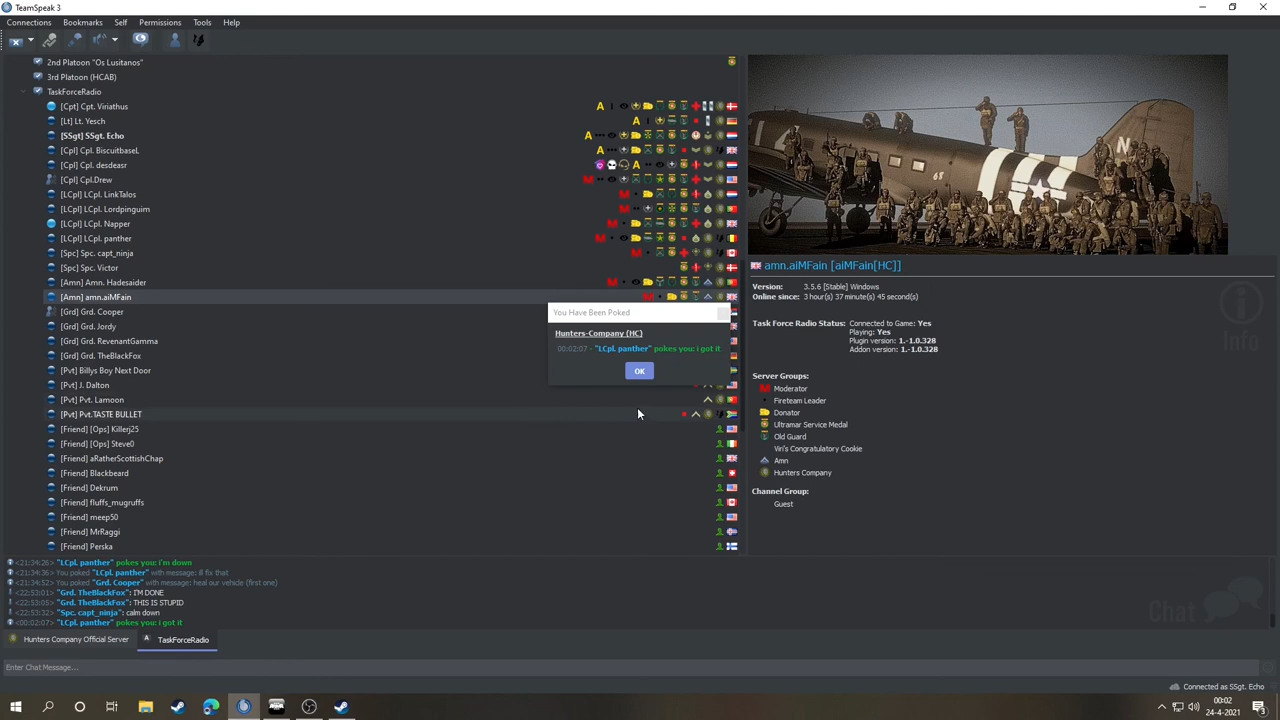 TeamSpeak 3
Connections Bookmarks Self Permissions Tools Help
2nd Platoon "Os Lusitanos"
3rd Platoon (HCAB)
TaskForceRadio
[Cpt] Cpt. Viriathus
[Lt] Lt. Yesch
[SSgt] SSgt. Echo
[Cpl] Cpl. BiscuitbaseL
[Cpl] Cpl. desdeasr
[Cpl] Cpl.Drew
[LCpl] LCpl. LinkTalos
[LCpl] LCpl. Lordpinguim
[LCpl] LCpl. Napper
[LCpl] LCpl. panther
[Spc] Spc. capt_ninja
[Spc] Spc. Victor
[Amn] Amn. Hadesaider
[Amn] amn.aiMFain
[Grd] Grd. Cooper
[Grd] Grd. Jordy
[Grd] Grd. RevenantGamma
[Grd] Grd. TheBlackFox
[Pvt] Billys Boy Next Door
[Pvt] J. Dalton
[Pvt] Pvt. Lamoon
[Pvt] Pvt.TASTE BULLET
[Friend] [Ops] Killerj25
[Friend] [Ops] Steve0
[Friend] aRatherScottishChap
[Friend] Blackbeard
[Friend] Dekrum
[Friend] fluffs_mugruffs
[Friend] meep50
[Friend] MrRaggi
[Friend] Perska
You Have Been Poked
Hunters-Company (HC)
00:02:07 - "LCpl. panther" pokes you: i got it
OK
N
amn.aiMFain [aiMFain[HC]]
Version: 3.5.6 [Stable] Windows
Online since: 3 hour(s) 37 minute(s) 45 second(s)
Task Force Radio Status: Connected to Game: Yes
Playing: Yes
Plugin version: 1.-1.0.328
Addon version: 1.-1.0.328
Server Groups:
Moderator
Fireteam Leader
Donator
Ultramar Service Medal
Old Guard
Viri's Congratulatory Cookie
Amn
Hunters Company
Channel Group:
Guest
Info
<21:34:26> "LCpl. panther" pokes you: i'm down
<21:34:36> You poked "LCpl. panther" with message: ill fix that
<21:34:52> You poked "Grd. Cooper" with message: heal our vehicle (first one)
<22:53:01> "Grd. TheBlackFox": I'M DONE
<22:53:05> "Grd. TheBlackFox": THIS IS STUPID
<22:53:32> "Spc. capt_ninja": calm down
<00:02:07> "LCpl. panther" pokes you: i got it
Chat
Hunters Company Official Server
TaskForceRadio
Enter Chat Message...
Connected as SSgt. Echo
00:02
24-4-2021